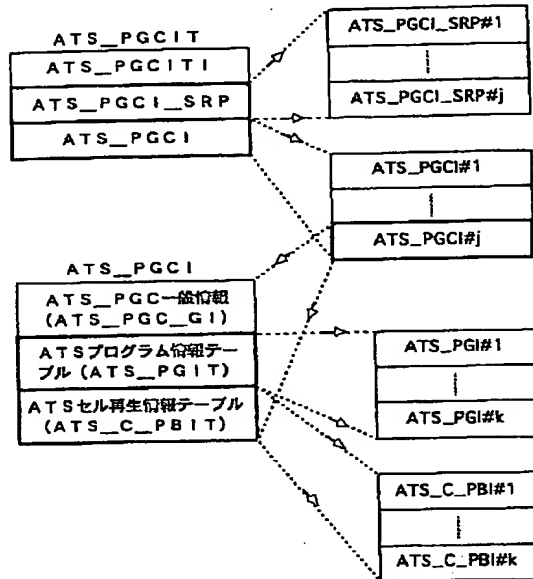 ATS_PGCIT
ATS_PGCITI
ATS_PGCI_SRP
ATS_PGCI
ATS_PGCI_SRP#1
ATS_PGCI_SRP#j
ATS_PGCI#1
ATS_PGCI#j
ATS_PGCI
ATS_PGC一般情報
(ATS_PGC_GI)
ATSプログラム情報テー
ブル(ATS_PGIT)
ATSセル再生情報テーブル
(ATS_C_PBIT)
ATS_PGI#1
ATS_PGI#k
ATS_C_PBI#1
ATS_C_PBI#k